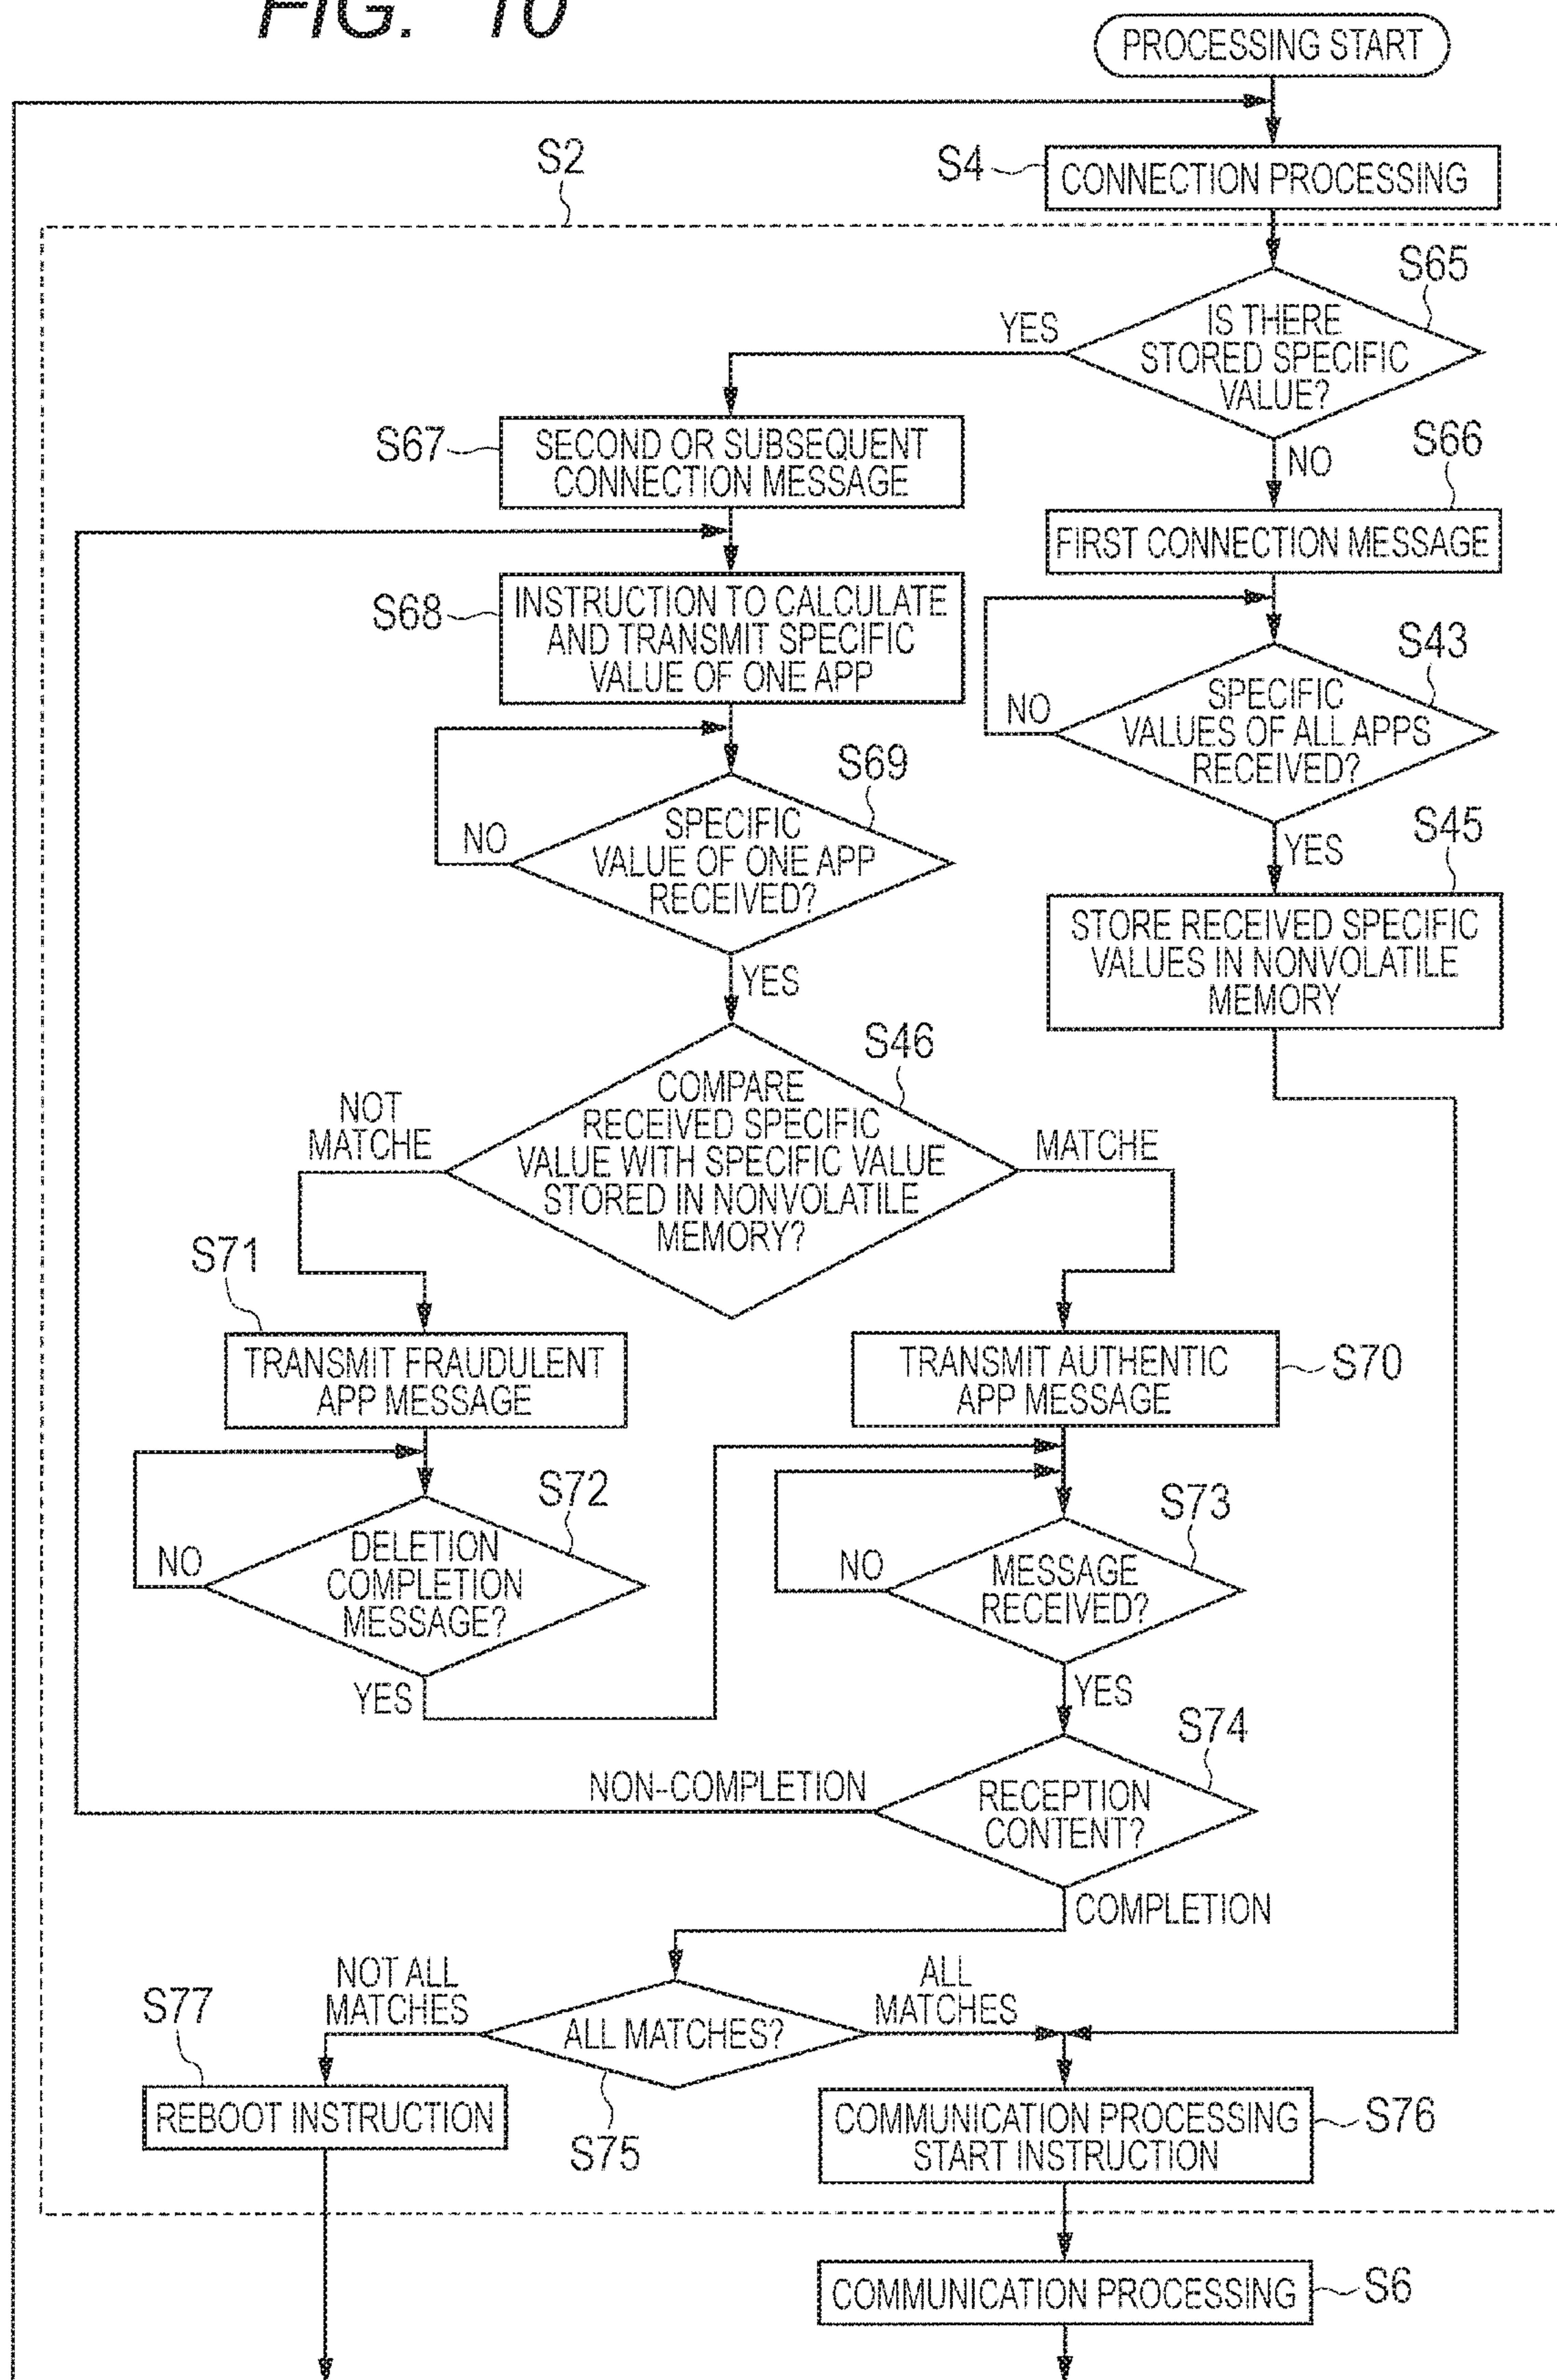 FIG. 10
PROCESSING START
S2
S4
CONNECTION PROCESSING
S65
YES
IS THERE
STORED SPECIFIC
VALUE?
S67
SECOND OR SUBSEQUENT
CONNECTION MESSAGE
NO
S66
FIRST CONNECTION MESSAGE
S68
INSTRUCTION TO CALCULATE
AND TRANSMIT SPECIFIC
VALUE OF ONE APP
S43
NO
SPECIFIC
VALUES OF ALL APPS
RECEIVED?
S69
NO
SPECIFIC
VALUE OF ONE APP
RECEIVED?
YES
S45
STORE RECEIVED SPECIFIC
VALUES IN NONVOLATILE
MEMORY
YES
S46
NOT
MATCHE
COMPARE
RECEIVED SPECIFIC
VALUE WITH SPECIFIC VALUE
STORED IN NONVOLATILE
MEMORY?
MATCHE
S71
TRANSMIT FRAUDULENT
APP MESSAGE
TRANSMIT AUTHENTIC
APP MESSAGE
S70
S72
NO
DELETION
COMPLETION
MESSAGE?
YES
S73
NO
MESSAGE
RECEIVED?
YES
S74
NON-COMPLETION
RECEPTION
CONTENT?
COMPLETION
S77
NOT ALL
MATCHES
ALL MATCHES?
ALL
MATCHES
S75
REBOOT INSTRUCTION
COMMUNICATION PROCESSING
START INSTRUCTION
S76
COMMUNICATION PROCESSING
S6